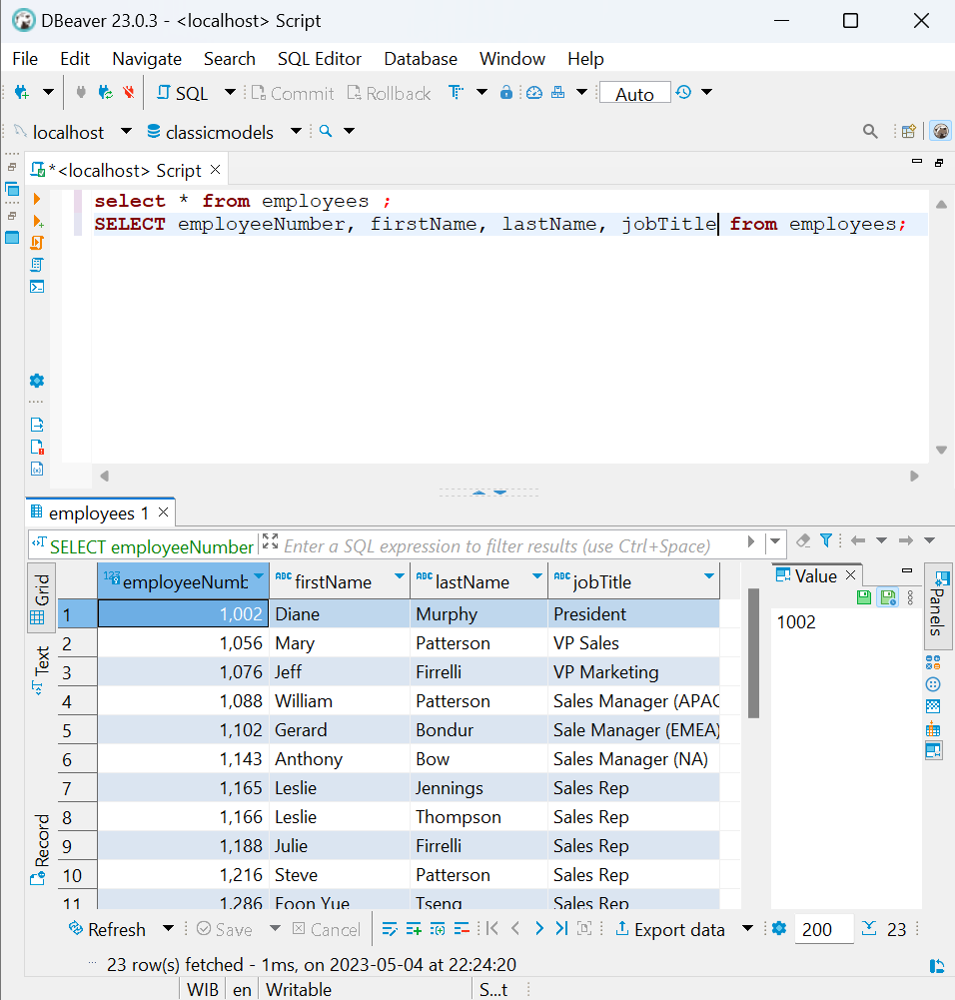 DBeaver 23.0.3 - <localhost> Script
File Edit Navigate Search SQL Editor Database Window Help
SQL Commit Rollback Auto
localhost classicmodels
*<localhost> Script
select * from employees ;
SELECT employeeNumber, firstName, lastName, jobTitle from employees;
employees 1
SELECT employeeNumber Enter a SQL expression to filter results (use Ctrl+Space)
Grid
Text
Record
123 employeeNumb ABC firstName ABC lastName ABC jobTitle
1 1,002 Diane Murphy President
2 1,056 Mary Patterson VP Sales
3 1,076 Jeff Firrelli VP Marketing
4 1,088 William Patterson Sales Manager (APAC
5 1,102 Gerard Bondur Sale Manager (EMEA)
6 1,143 Anthony Bow Sales Manager (NA)
7 1,165 Leslie Jennings Sales Rep
8 1,166 Leslie Thompson Sales Rep
9 1,188 Julie Firrelli Sales Rep
10 1,216 Steve Patterson Sales Rep
11 1,286 Foon Yue Tseng Sales Rep
Value
1002
Panels
Refresh Save Cancel Export data 200 23
23 row(s) fetched - 1ms, on 2023-05-04 at 22:24:20
WIB en Writable S...t